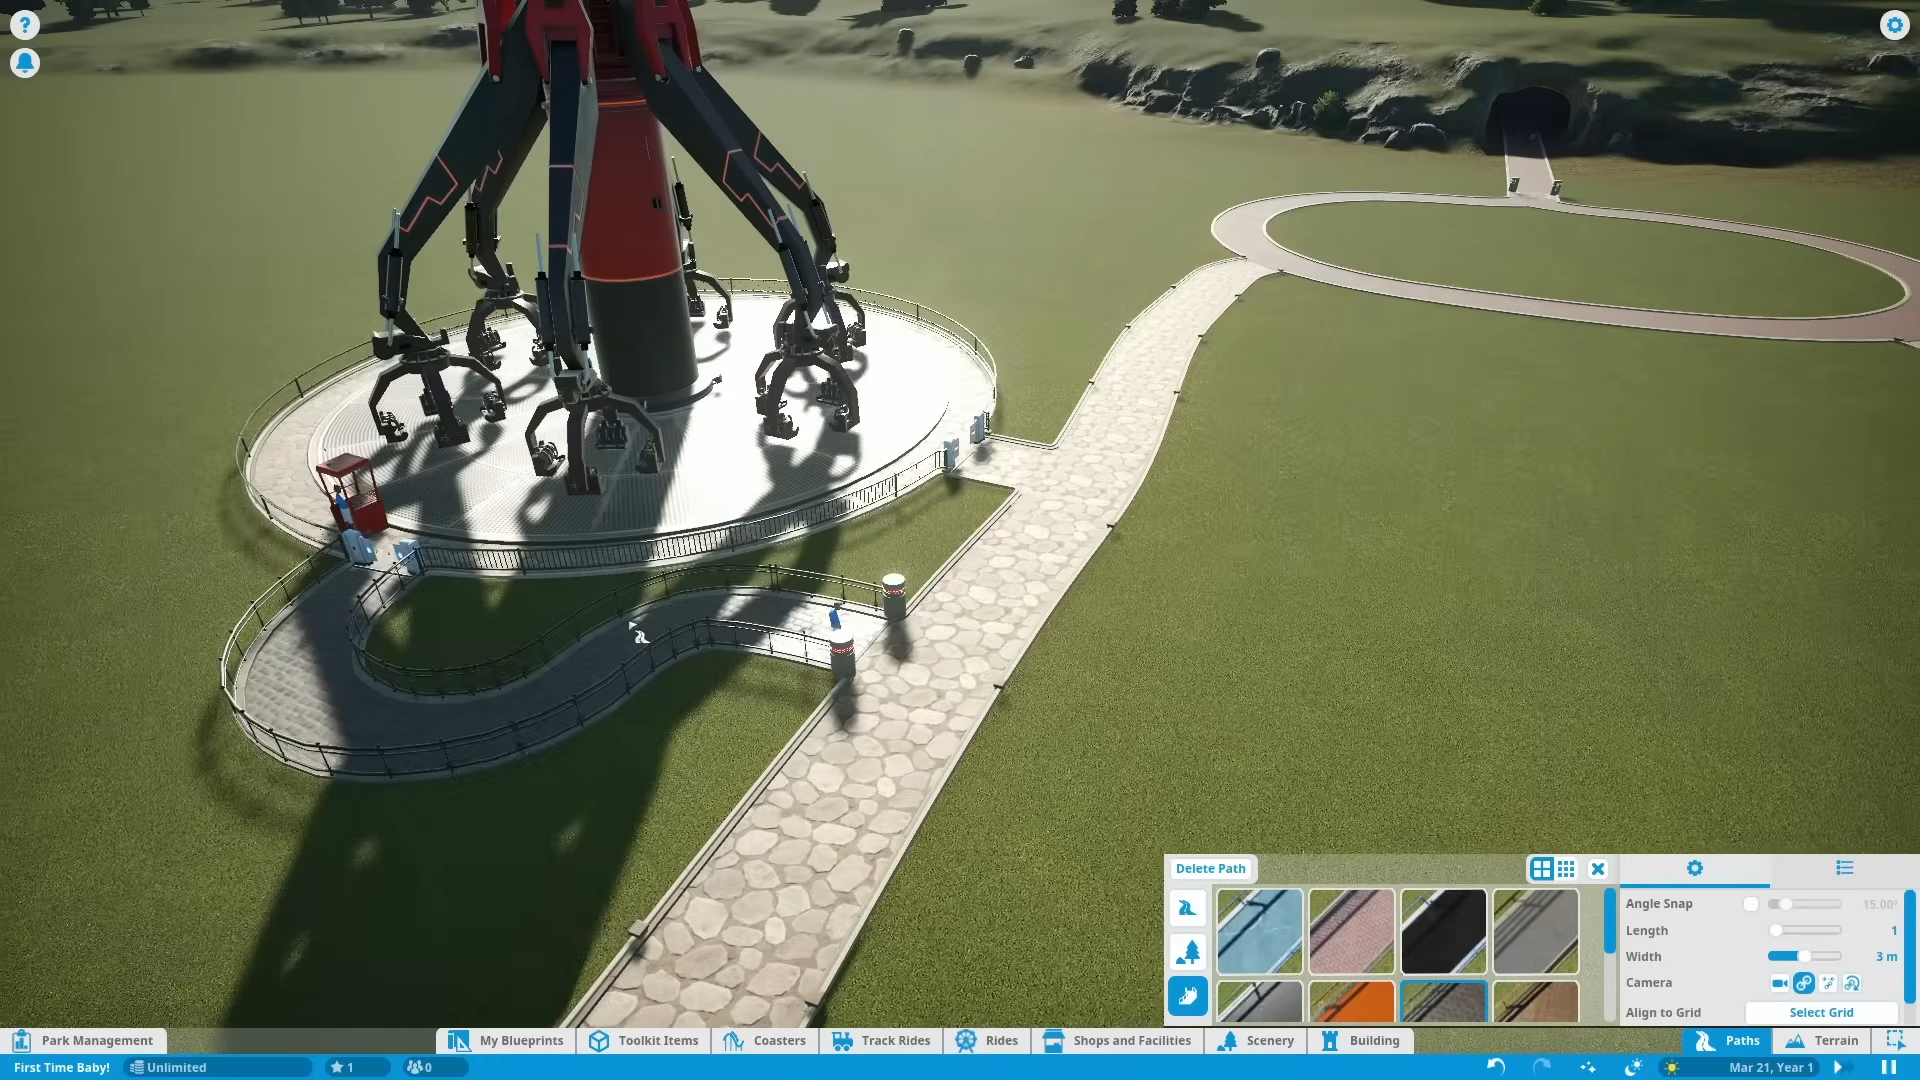 ?
Delete Path
Angle Snap 15.00°
Length 1
Width 3 m
Camera
Align to Grid Select Grid
Park Management
My Blueprints
Toolkit Items
Coasters
Track Rides
Rides
Shops and Facilities
Scenery
Building
Paths
Terrain
First Time Baby!
Unlimited
1
0
Mar 21, Year 1